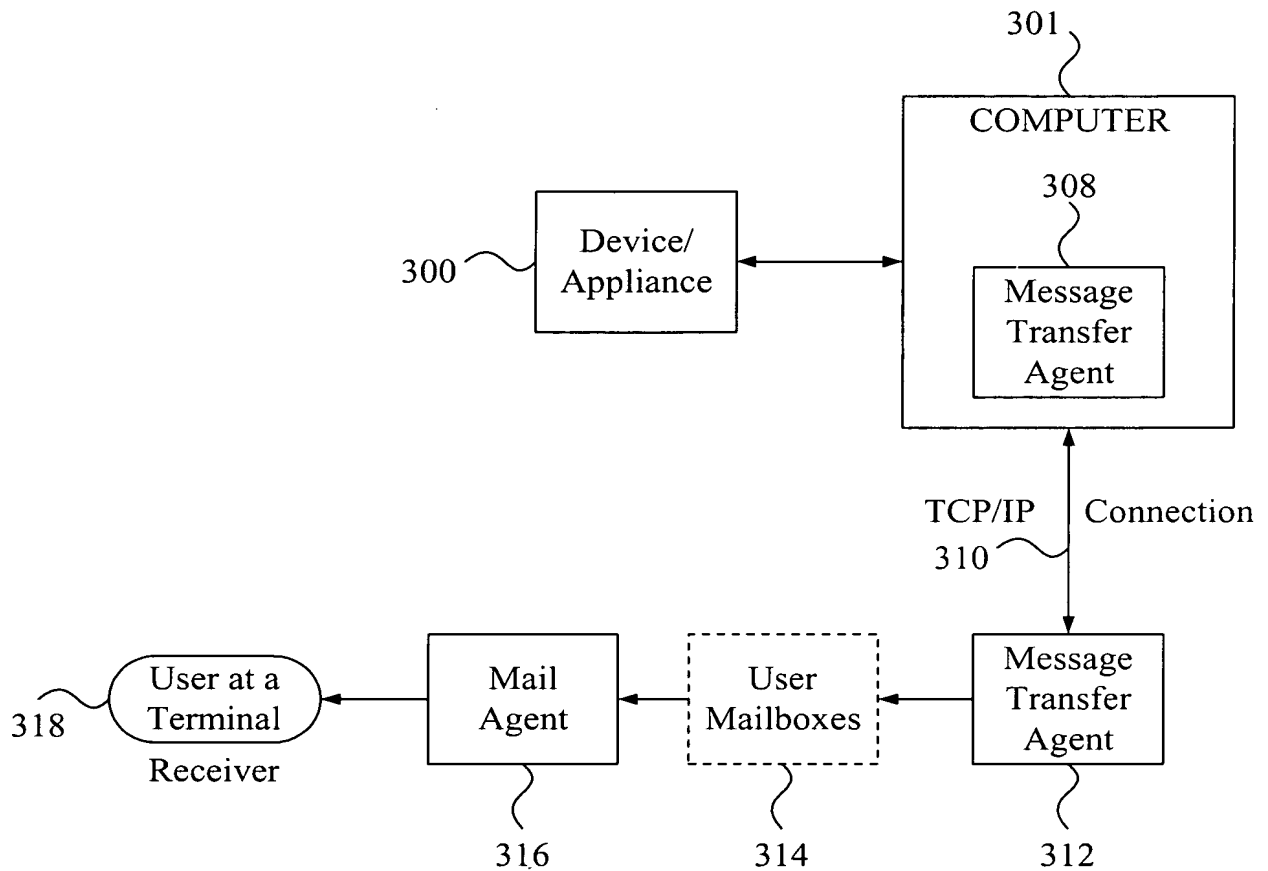 301
COMPUTER
308
Message
Transfer
Agent
Device/
Appliance
300
TCP/IP Connection
310
Message
Transfer
Agent
User
Mailboxes
Mail
Agent
User at a
Terminal
318
Receiver
316
314
312